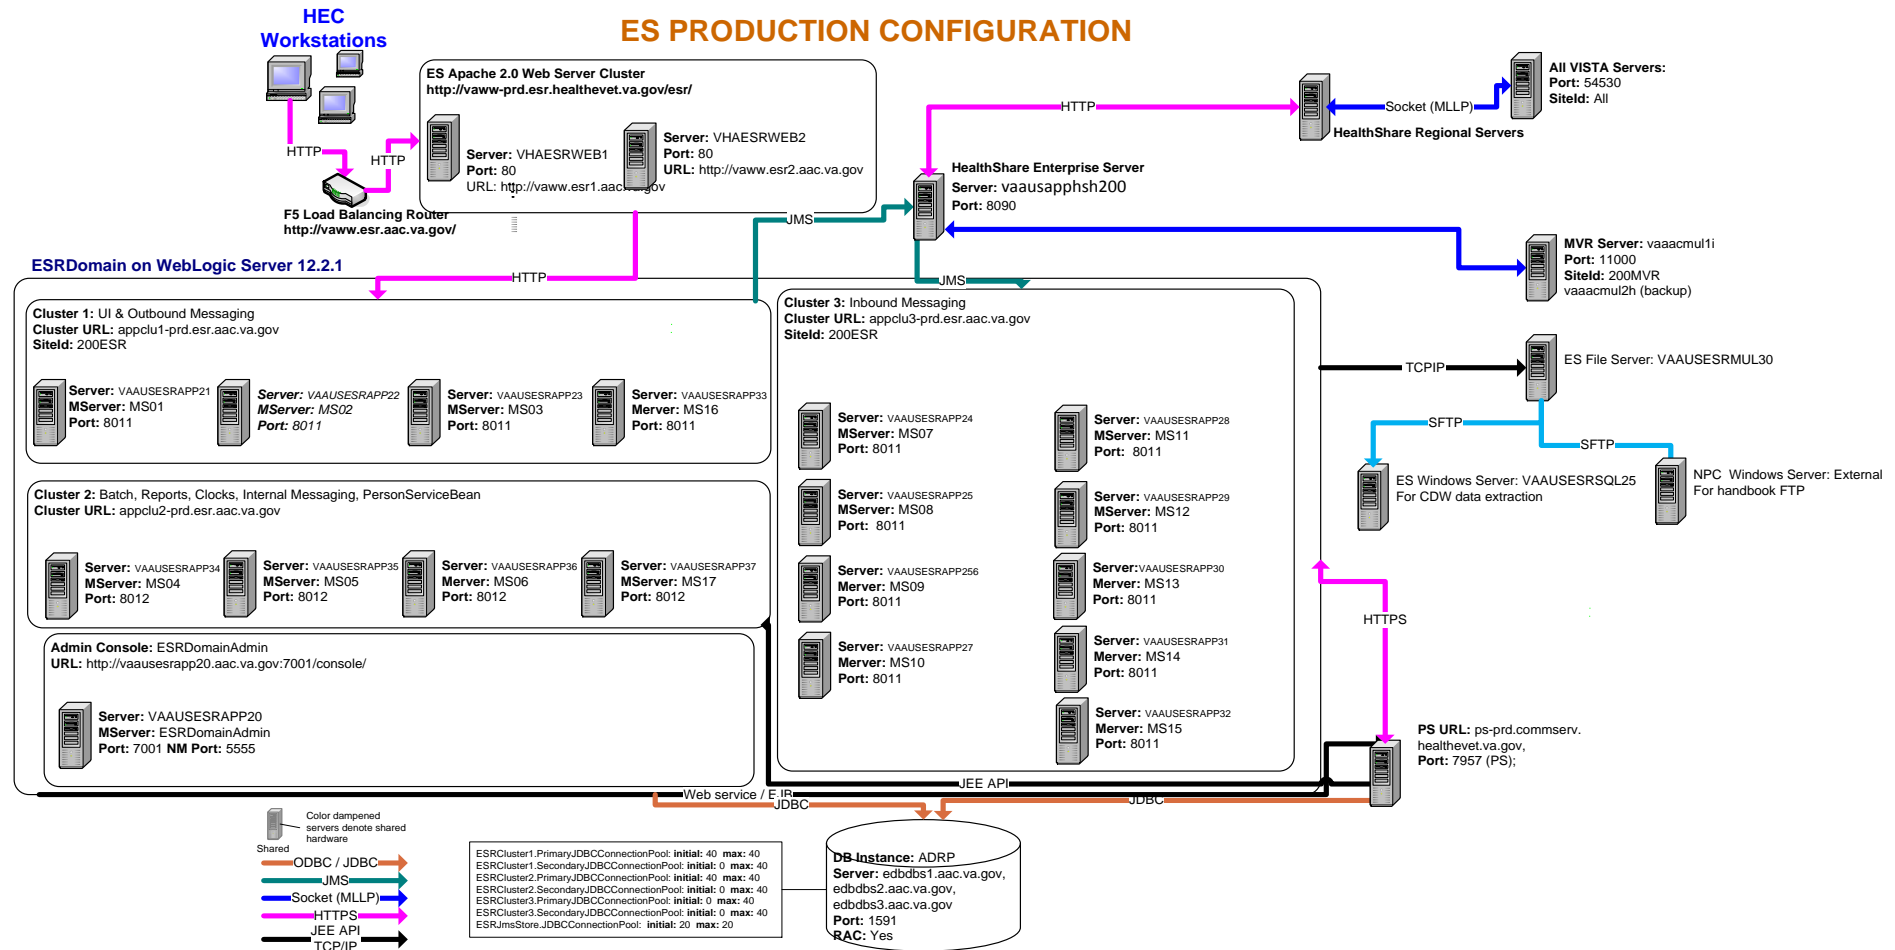 HEC
Workstations
ES PRODUCTION CONFIGURATION
ES Apache 2.0 Web Server Cluster
http://vaww-prd.esr.healthevet.va.gov/esr/
Server: VHAESRWEB1
Port: 80
URL: http://vaww.esr1.aac.va.gov
Server: VHAESRWEB2
Port: 80
URL: http://vaww.esr2.aac.va.gov
HTTP
HTTP
F5 Load Balancing Router
http://vaww.esr.aac.va.gov/
HTTP
Socket (MLLP)
HealthShare Regional Servers
All VISTA Servers:
Port: 54530
SiteId: All
HealthShare Enterprise Server
Server: vaausapphsh200
Port: 8090
JMS
JMS
HTTP
MVR Server: vaaacmul1i
Port: 11000
SiteId: 200MVR
vaaacmul2h (backup)
ESRDomain on WebLogic Server 12.2.1
Cluster 1: UI & Outbound Messaging
Cluster URL: appclu1-prd.esr.aac.va.gov
SiteId: 200ESR
Server: VAAUSESRAPP21
MServer: MS01
Port: 8011
Server: VAAUSESRAPP22
MServer: MS02
Port: 8011
Server: VAAUSESRAPP23
MServer: MS03
Port: 8011
Server: VAAUSESRAPP33
Merver: MS16
Port: 8011
Cluster 2: Batch, Reports, Clocks, Internal Messaging, PersonServiceBean
Cluster URL: appclu2-prd.esr.aac.va.gov
Server: VAAUSESRAPP34
MServer: MS04
Port: 8012
Server: VAAUSESRAPP35
MServer: MS05
Port: 8012
Server: VAAUSESRAPP36
Merver: MS06
Port: 8012
Server: VAAUSESRAPP37
MServer: MS17
Port: 8012
Admin Console: ESRDomainAdmin
URL: http://vaausesrapp20.aac.va.gov:7001/console/
Server: VAAUSESRAPP20
MServer: ESRDomainAdmin
Port: 7001 NM Port: 5555
Cluster 3: Inbound Messaging
Cluster URL: appclu3-prd.esr.aac.va.gov
SiteId: 200ESR
Server: VAAUSESRAPP24
MServer: MS07
Port: 8011
Server: VAAUSESRAPP28
MServer: MS11
Port: 8011
Server: VAAUSESRAPP25
MServer: MS08
Port: 8011
Server: VAAUSESRAPP29
MServer: MS12
Port: 8011
Server: VAAUSESRAPP256
Merver: MS09
Port: 8011
Server:VAAUSESRAPP30
Merver: MS13
Port: 8011
Server: VAAUSESRAPP27
Merver: MS10
Port: 8011
Server: VAAUSESRAPP31
Merver: MS14
Port: 8011
Server: VAAUSESRAPP32
Merver: MS15
Port: 8011
TCPIP
ES File Server: VAAUSESRMUL30
SFTP
SFTP
ES Windows Server: VAAUSESRSQL25
For CDW data extraction
NPC Windows Server: External
For handbook FTP
HTTPS
PS URL: ps-prd.commserv.
healthevet.va.gov,
Port: 7957 (PS);
JEE API
Web service / EJB
JDBC
JDBC
Color dampened
servers denote shared
hardware
Shared
ODBC / JDBC
JMS
Socket (MLLP)
HTTPS
JEE API
TCP/IP
ESRCluster1.PrimaryJDBCConnectionPool: initial: 40 max: 40
ESRCluster1.SecondaryJDBCConnectionPool: initial: 0 max: 40
ESRCluster2.PrimaryJDBCConnectionPool: initial: 40 max: 40
ESRCluster2.SecondaryJDBCConnectionPool: initial: 0 max: 40
ESRCluster3.PrimaryJDBCConnectionPool: initial: 0 max: 40
ESRCluster3.SecondaryJDBCConnectionPool: initial: 0 max: 40
ESRJmsStore.JDBCConnectionPool: initial: 20 max: 20
DB Instance: ADRP
Server: edbdbs1.aac.va.gov,
edbdbs2.aac.va.gov,
edbdbs3.aac.va.gov
Port: 1591
RAC: Yes